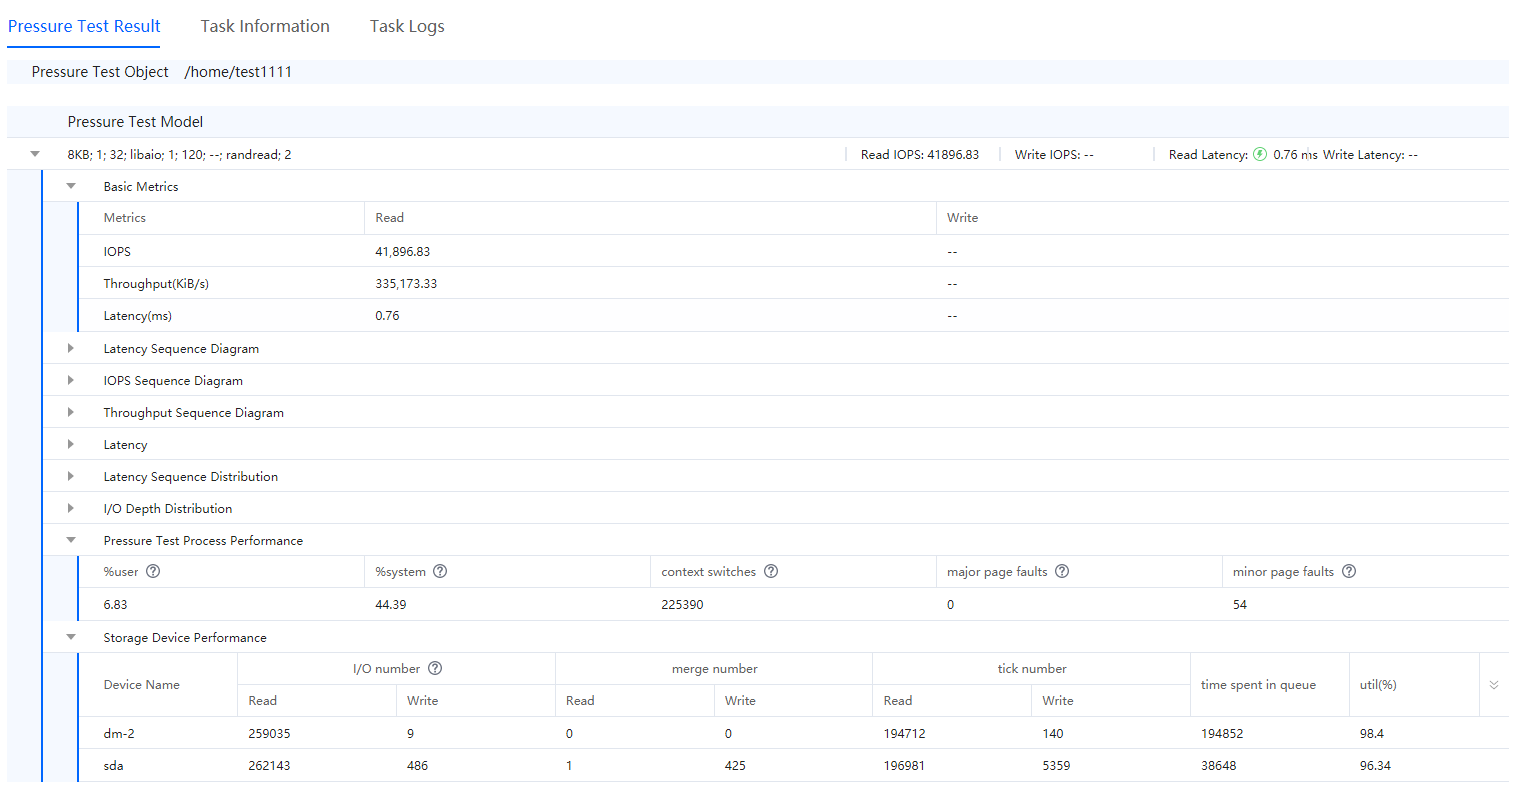 Pressure Test Result Task Information Task Logs
Pressure Test Object /home/test1111
Pressure Test Model
8KB; 1; 32; libaio; 1; 120; --; randread; 2 Read IOPS: 41896.83 Write IOPS: -- Read Latency: 0.76 ms Write Latency: --
Basic Metrics
Metrics Read Write
IOPS 41,896.83 --
Throughput(KiB/s) 335,173.33 --
Latency(ms) 0.76 --
Latency Sequence Diagram
IOPS Sequence Diagram
Throughput Sequence Diagram
Latency
Latency Sequence Distribution
I/O Depth Distribution
Pressure Test Process Performance
%user %system context switches major page faults minor page faults
6.83 44.39 225390 0 54
Storage Device Performance
Device Name I/O number merge number tick number time spent in queue util(%)
Read Write Read Write Read Write
dm-2 259035 9 0 0 194712 140 194852 98.4
sda 262143 486 1 425 196981 5359 38648 96.34